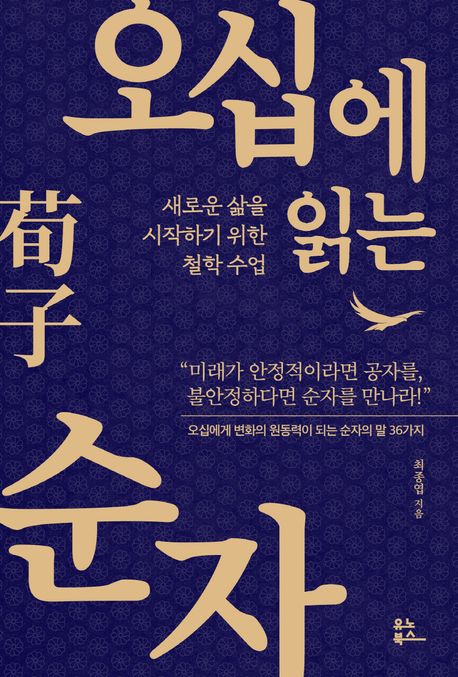 오십에
읽는
새로운 삶을
시작하기 위한
철학 수업
荀子
순자
“미래가 안정적이라면 공자를,
불안정하다면 순자를 만나라!”
오십에게 변화의 원동력이 되는 순자의 말 36가지
최종엽 지음
유노
북스